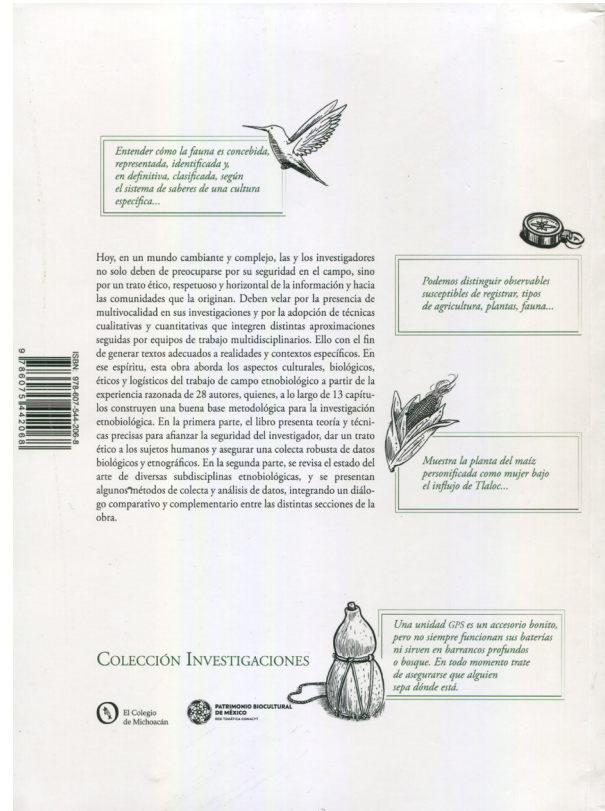 Entender cómo la fauna es concebida,
representada, identificada y,
en definitiva, clasificada, según
el sistema de saberes de una cultura
específica...
Hoy, en un mundo cambiante y complejo, las y los investigadores
no solo deben de preocuparse por su seguridad en el campo, sino
por un trato ético, respetuoso y horizontal de la información y hacia
las comunidades que la originan. Deben velar por la presencia de
multivocalidad en sus investigaciones y por la adopción de técnicas
cualitativas y cuantitativas que integren distintas aproximaciones
seguidas por equipos de trabajo multidisciplinarios. Ello con el fin
de generar textos adecuados a realidades y contextos específicos. En
ese espíritu, esta obra aborda los aspectos culturales, biológicos,
éticos y logísticos del trabajo de campo etnobiológico a partir de la
experiencia razonada de 28 autores, quienes, a lo largo de 13 capítu-
los construyen una buena base metodológica para la investigación
etnobiológica. En la primera parte, el libro presenta teoría y técni-
cas precisas para afianzar la seguridad del investigador, dar un trato
ético a los sujetos humanos y asegurar una colecta robusta de datos
biológicos y etnográficos. En la segunda parte, se revisa el estado del
arte de diversas subdisciplinas etnobiológicas, y se presentan
algunos métodos de colecta y análisis de datos, integrando un diálo-
go comparativo y complementario entre las distintas secciones de la
obra.
Podemos distinguir observables
susceptibles de registrar, tipos
de agricultura, plantas, fauna...
Muestra la planta del maíz
personificada como mujer bajo
el influjo de Tlaloc...
Una unidad GPS es un accesorio bonito,
pero no siempre funcionan sus baterías
ni sirven en barrancos profundos
o bosque. En todo momento trate
de asegurarse que alguien
sepa dónde está.
ISBN: 978-607-544-206-8
9 786075 442068
COLECCIÓN INVESTIGACIONES
El Colegio
de Michoacán
PATRIMONIO BIOCULTURAL
DE MÉXICO
RED TEMÁTICA CONACYT